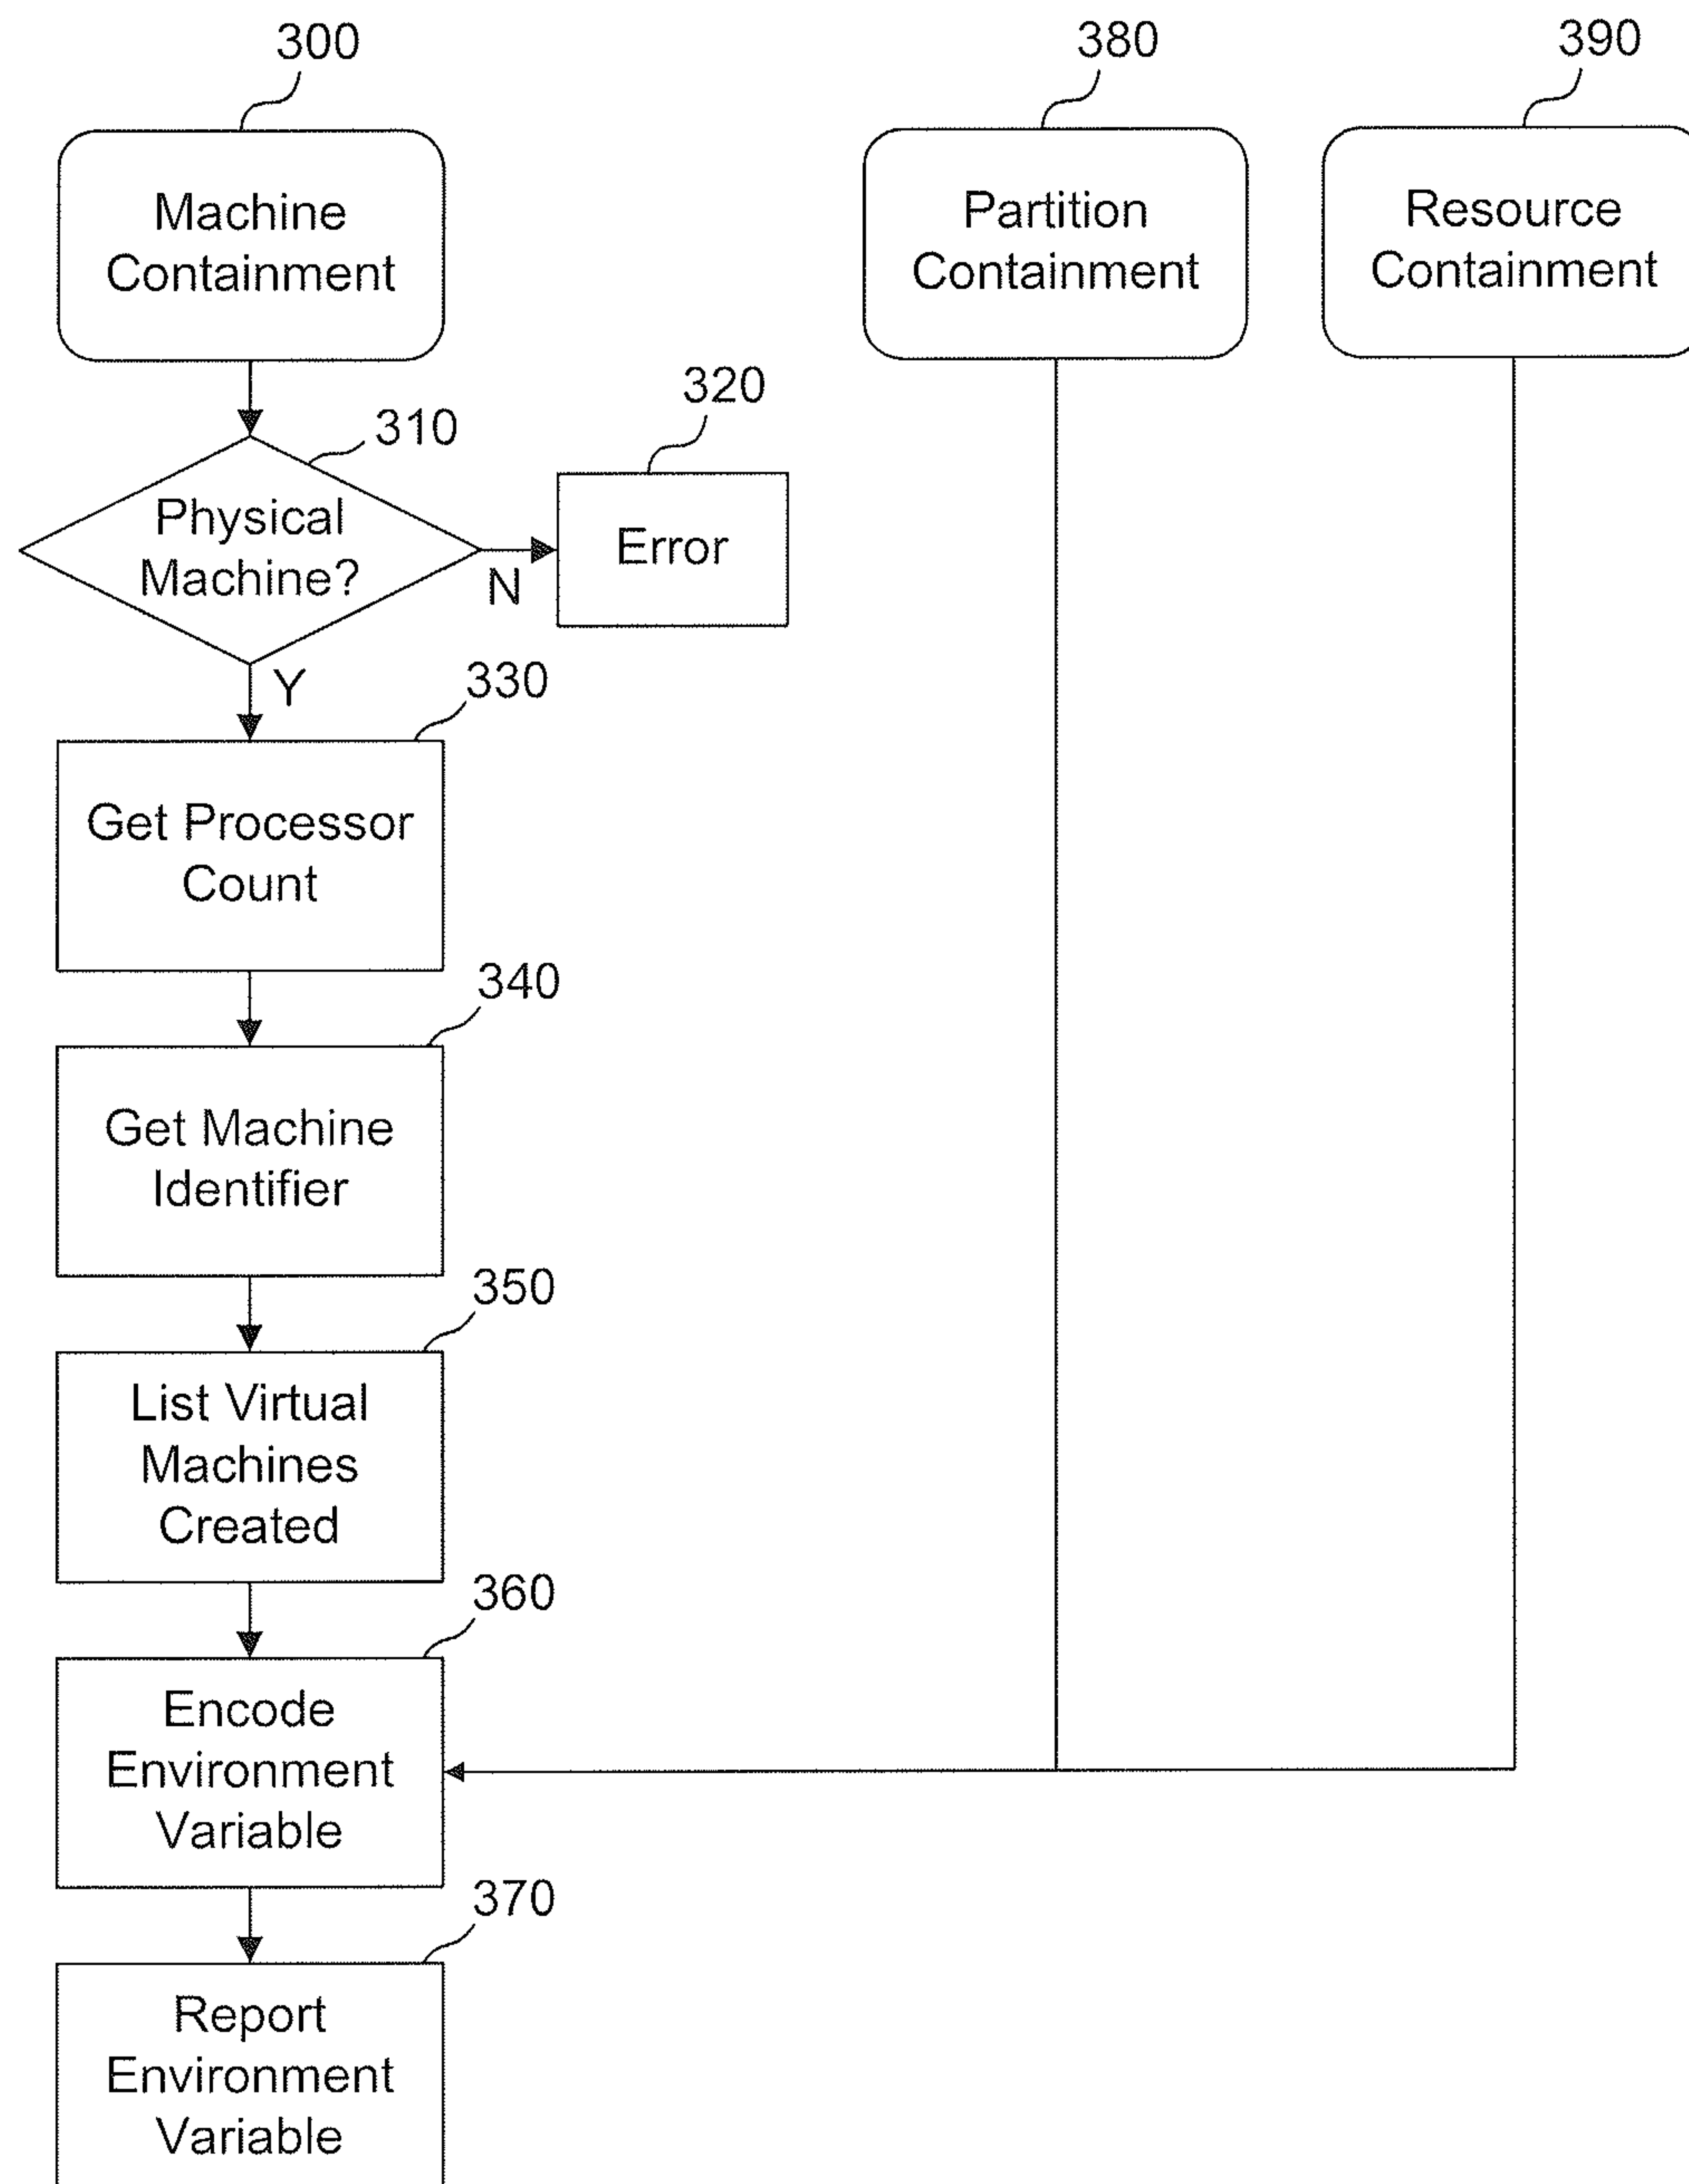 300
380
390
Machine
Containment
Partition
Containment
Resource
Containment
310
320
Physical
Machine?
Error
N
Y
330
Get Processor
Count
340
Get Machine
Identifier
350
List Virtual
Machines
Created
360
Encode
Environment
Variable
370
Report
Environment
Variable